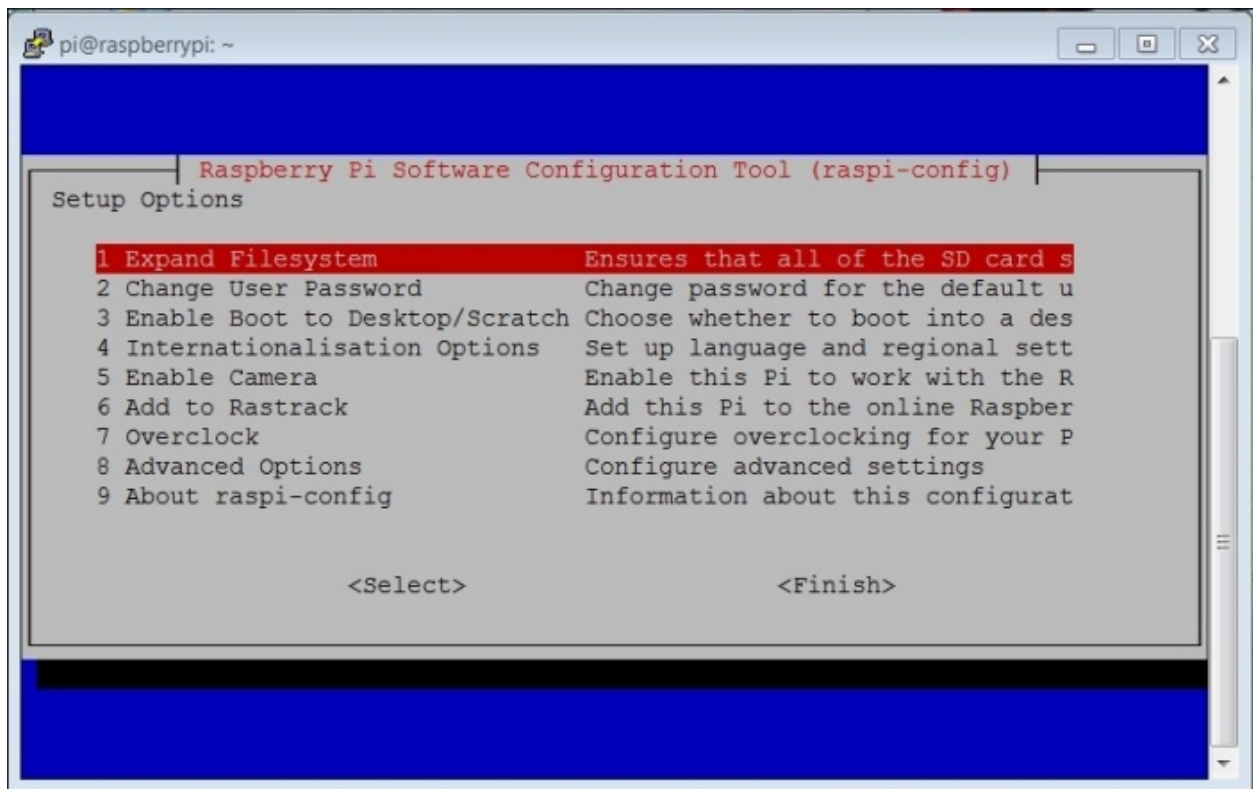 pi@raspberrypi: ~
Raspberry Pi Software Configuration Tool (raspi-config)
Setup Options
1 Expand Filesystem Ensures that all of the SD card s
2 Change User Password Change password for the default u
3 Enable Boot to Desktop/Scratch Choose whether to boot into a des
4 Internationalisation Options Set up language and regional sett
5 Enable Camera Enable this Pi to work with the R
6 Add to Rastrack Add this Pi to the online Raspber
7 Overclock Configure overclocking for your P
8 Advanced Options Configure advanced settings
9 About raspi-config Information about this configurat
<Select> <Finish>